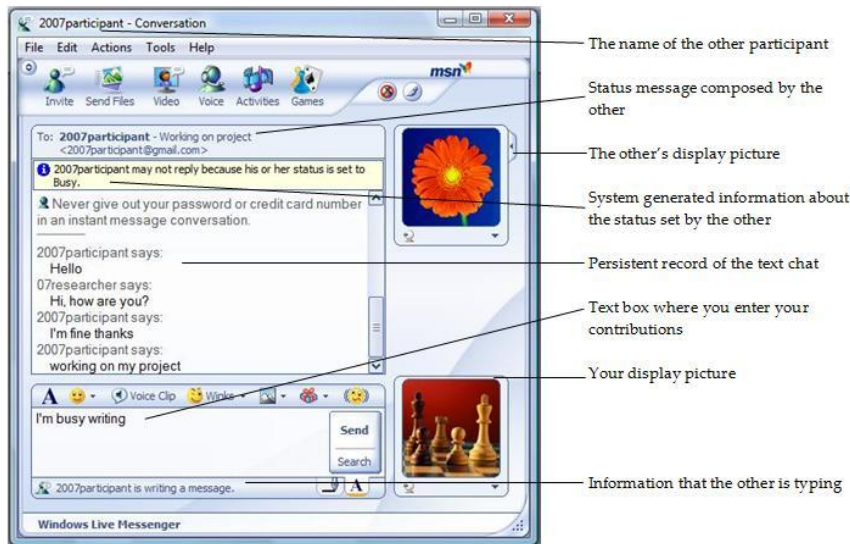 2007participant - Conversation
File Edit Actions Tools Help
msn
Invite Send Files Video Voice Activities Games
To: 2007participant - Working on project
<2007participant@gmail.com>
2007participant may not reply because his or her status is set to
Busy.
Never give out your password or credit card number
in an instant message conversation.
2007participant says:
Hello
07researcher says:
Hi, how are you?
2007participant says:
I'm fine thanks
2007participant says:
working on my project
A Voice Clip Winks
I'm busy writing
Send
Search
2007participant is writing a message.
A
Windows Live Messenger
The name of the other participant
Status message composed by the
other
The other's display picture
System generated information about
the status set by the other
Persistent record of the text chat
Text box where you enter your
contributions
Your display picture
Information that the other is typing